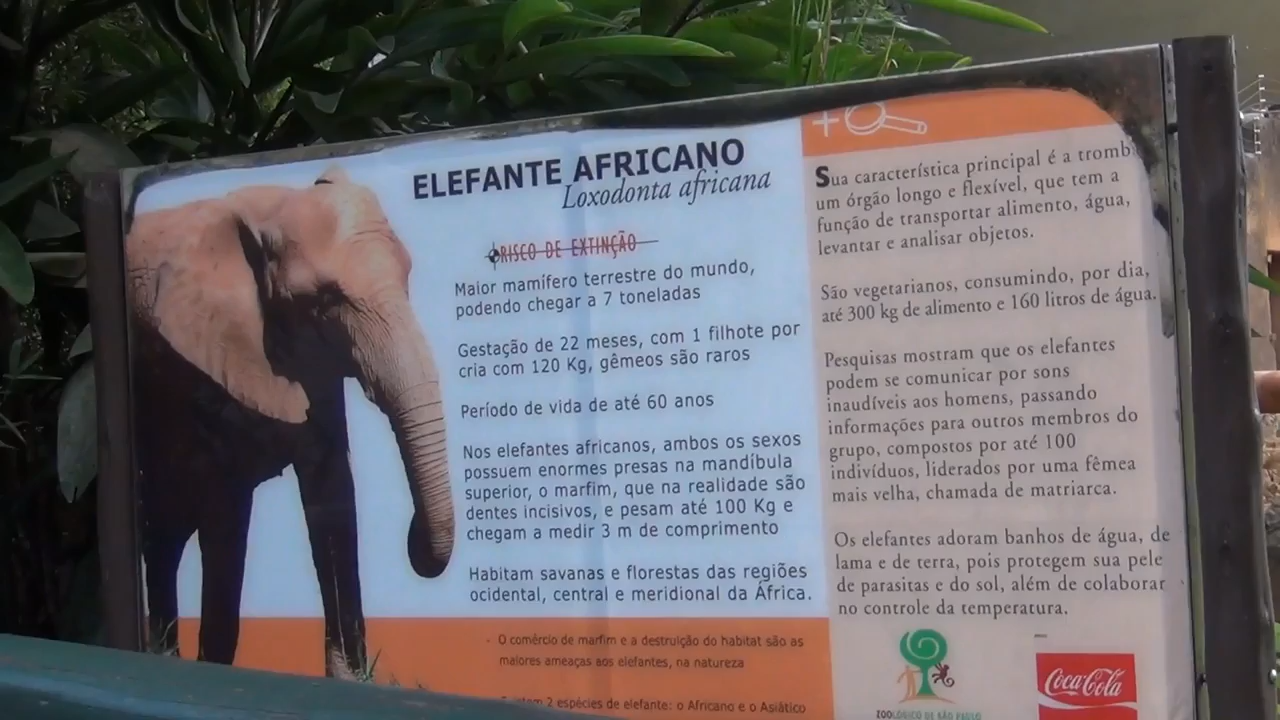 ELEFANTE AFRICANO
Loxodonta africana
RISCO DE EXTINÇÃO
Maior mamífero terrestre do mundo,
podendo chegar a 7 toneladas
Gestação de 22 meses, com 1 filhote por
cria com 120 Kg, gêmeos são raros
Período de vida de até 60 anos
Nos elefantes africanos, ambos os sexos
possuem enormes presas na mandíbula
superior, o marfim, que na realidade são
dentes incisivos, e pesam até 100 Kg e
chegam a medir 3 m de comprimento
Habitam savanas e florestas das regiões
ocidental, central e meridional da África.
- O comércio de marfim e a destruição do habitat são as
maiores ameaças aos elefantes, na natureza
2 espécies de elefante: o Africano e o Asiático
+
Sua característica principal é a tromb
um órgão longo e flexível, que tem a
função de transportar alimento, água,
levantar e analisar objetos.
São vegetarianos, consumindo, por dia,
até 300 kg de alimento e 160 litros de água.
Pesquisas mostram que os elefantes
podem se comunicar por sons
inaudíveis aos homens, passando
informações para outros membros do
grupo, compostos por até 100
indivíduos, liderados por uma fêmea
mais velha, chamada de matriarca.
Os elefantes adoram banhos de água, de
lama e de terra, pois protegem sua pele
de parasitas e do sol, além de colaborar
no controle da temperatura.
ZOOLÓGICO DE SÃO PAULO
Coca-Cola